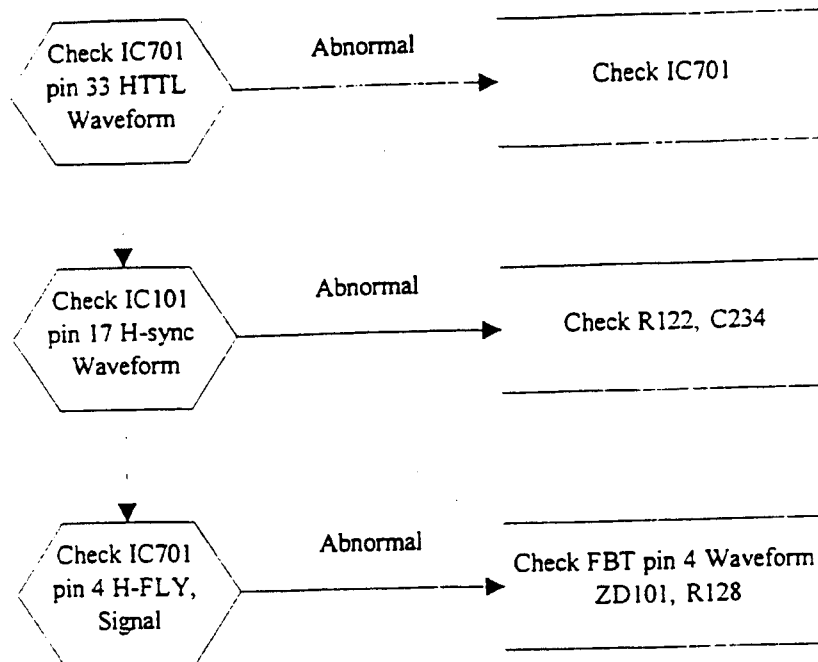 Check IC701
pin 33 HTTL
Waveform
Abnormal
Check IC701
Check IC101
pin 17 H-sync
Waveform
Abnormal
Check R122, C234
Check IC701
pin 4 H-FLY,
Signal
Abnormal
Check FBT pin 4 Waveform
ZD101, R128